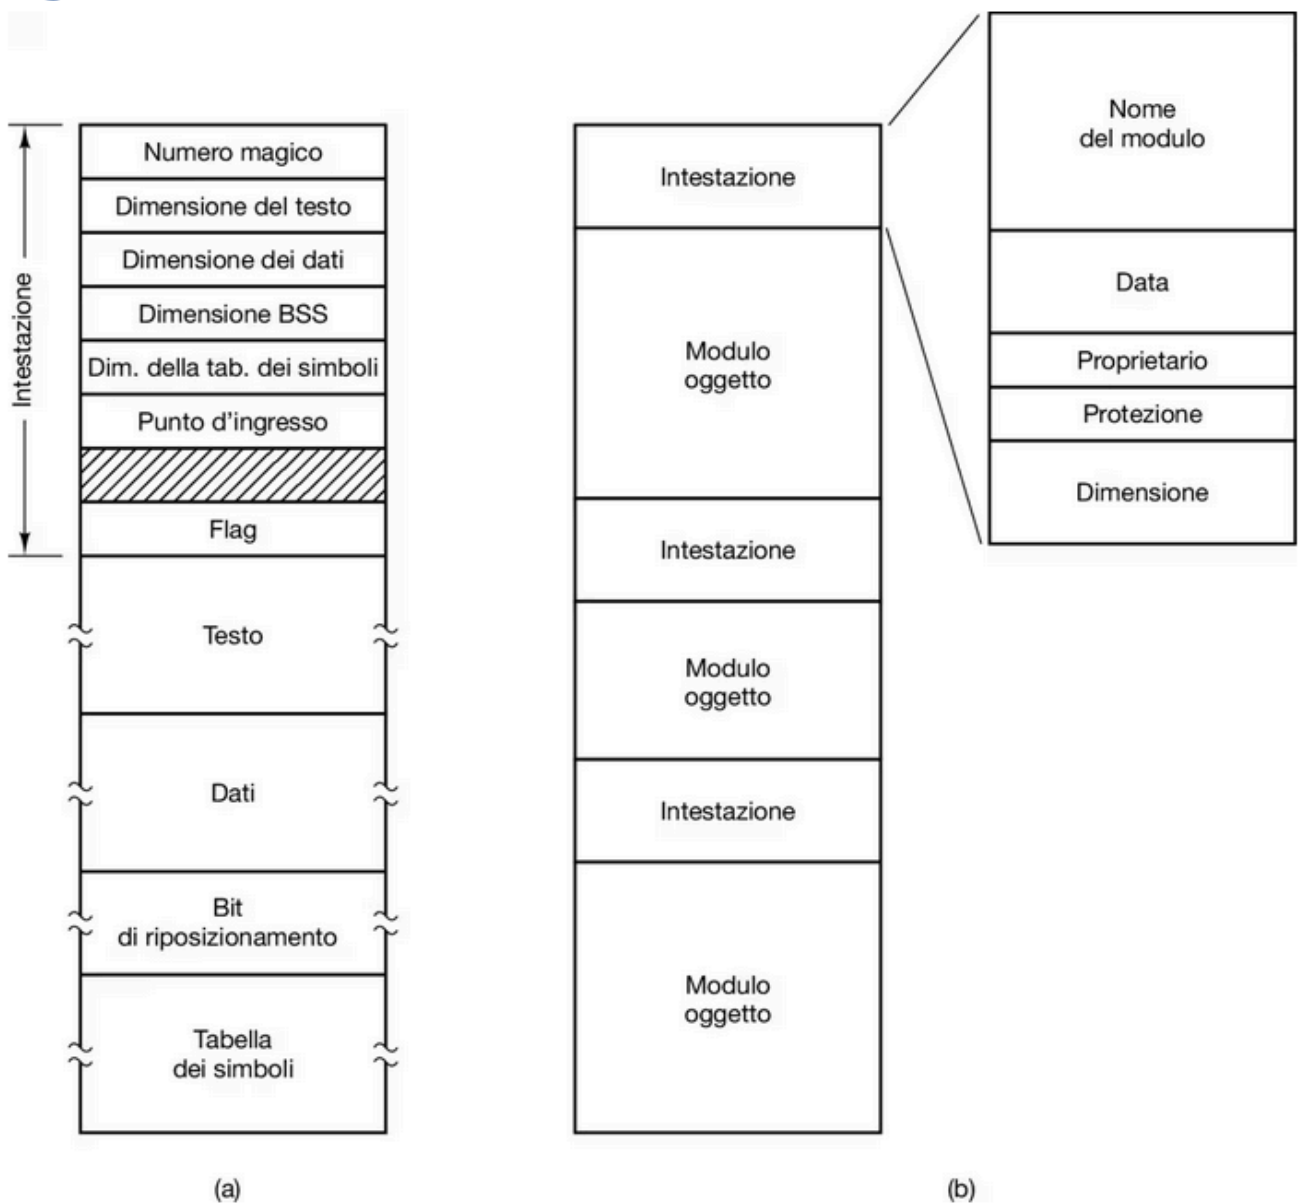 Intestazione
Numero magico
Dimensione del testo
Dimensione dei dati
Dimensione BSS
Dim. della tab. dei simboli
Punto d'ingresso
Flag
Testo
Dati
Bit
di riposizionamento
Tabella
dei simboli
(a)
Intestazione
Modulo
oggetto
Intestazione
Modulo
oggetto
Intestazione
Modulo
oggetto
Nome
del modulo
Data
Proprietario
Protezione
Dimensione
(b)